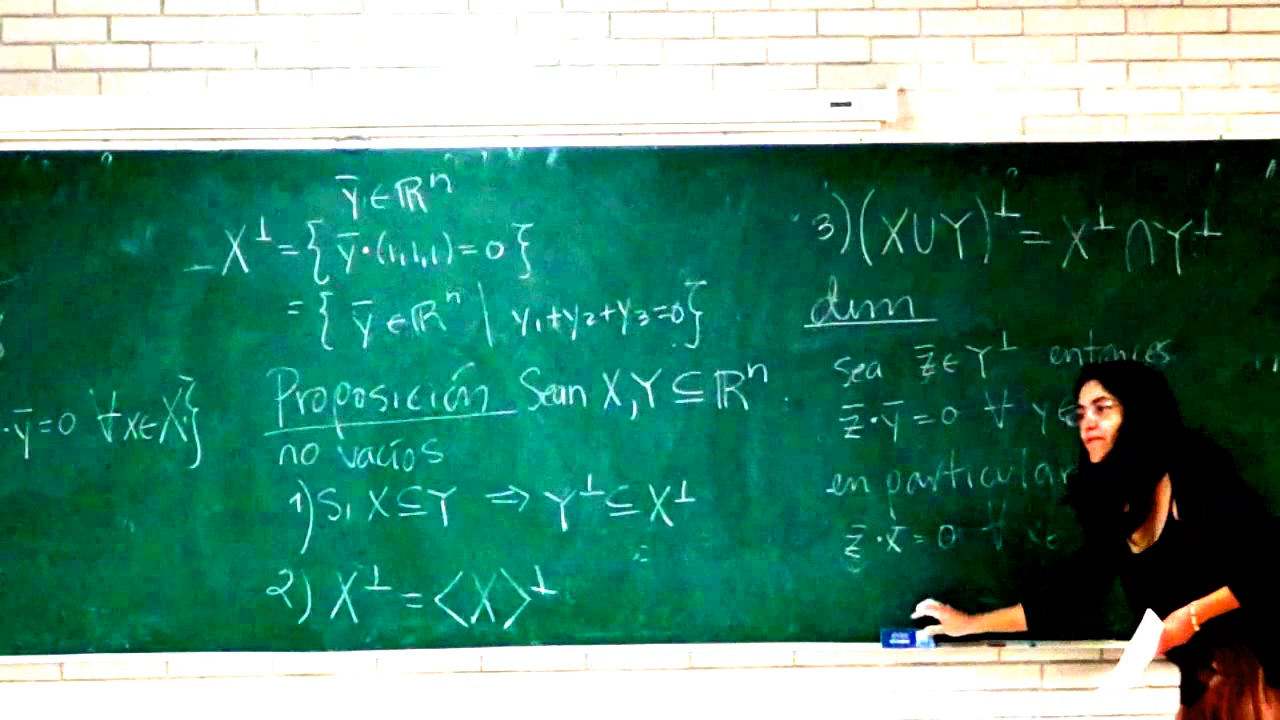 ȳ ∈ ℝⁿ
X^⊥ = { ȳ·(1,1,1) = 0 }
= { ȳ ∈ ℝⁿ | y₁+y₂+y₃=0 }
·ȳ=0 ∀x∈X}
Proposición Sean X,Y ⊆ ℝⁿ
no vacíos
1) Si X ⊆ Y ⇒ Y^⊥ ⊆ X^⊥
2) X^⊥ = ⟨X⟩^⊥
3) (X∪Y)^⊥ = X^⊥ ∩ Y^⊥
dem
sea z̄ ∈ Y^⊥ entonces
z̄·ȳ = 0 ∀ y ∈
en particular
z̄·x̄ = 0 ∀ x ∈